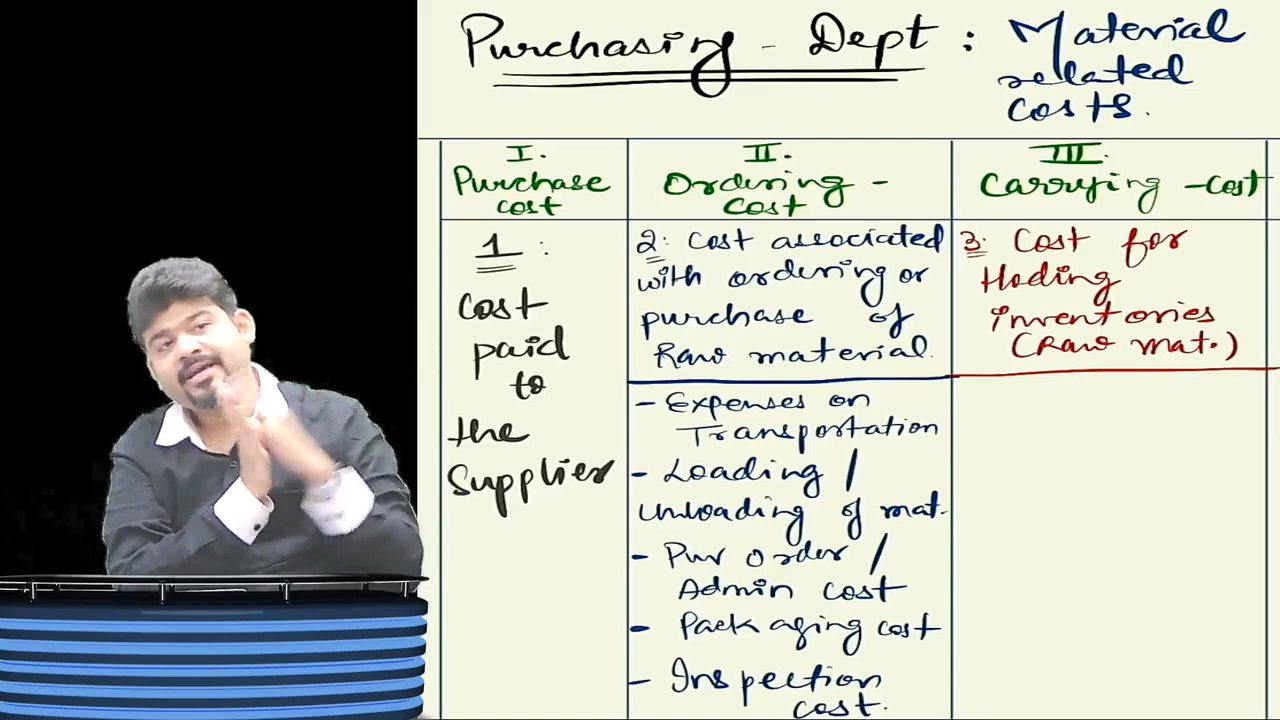 Purchasing - Dept : Material
related
costs.
I.
Purchase
cost
1 :
cost
paid
to
the
Supplier
II.
Ordering -
cost
2: Cost associated
with ordering or
purchase of
Raw material.
- Expenses on
Transportation
- Loading /
unloading of mat.
- Pur order /
Admin cost
- Packaging cost
- Inspection
cost.
III
Carrying - cost
3: Cost for
Hoding
inventories
(Raw mat.)